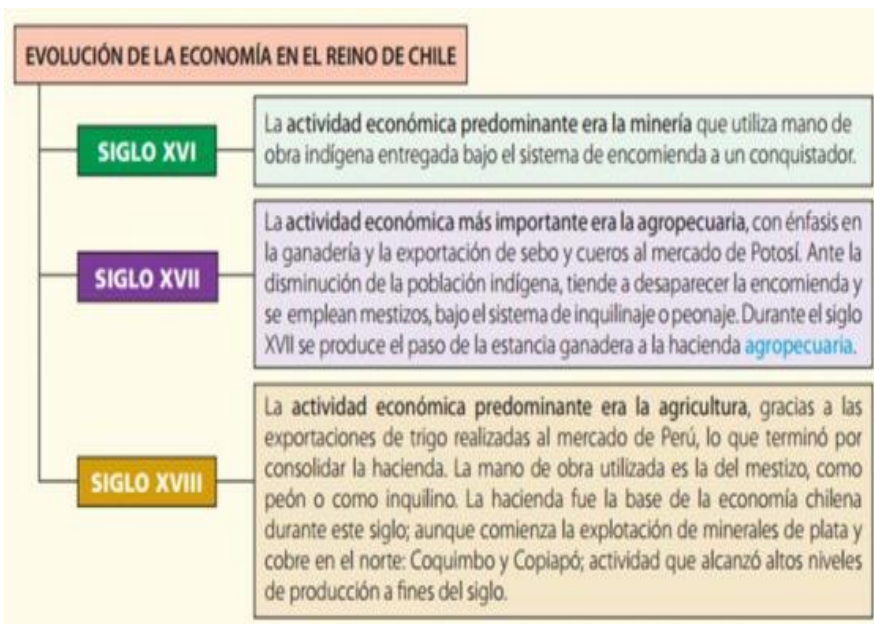 EVOLUCIÓN DE LA ECONOMÍA EN EL REINO DE CHILE
SIGLO XVI
La actividad económica predominante era la minería que utiliza mano de
obra indígena entregada bajo el sistema de encomienda a un conquistador.
SIGLO XVII
La actividad económica más importante era la agropecuaria, con énfasis en
la ganadería y la exportación de sebo y cueros al mercado de Potosí. Ante la
disminución de la población indígena, tiende a desaparecer la encomienda y
se emplean mestizos, bajo el sistema de inquilinaje o peonaje. Durante el siglo
XVII se produce el paso de la estancia ganadera a la hacienda agropecuaria.
SIGLO XVIII
La actividad económica predominante era la agricultura, gracias a las
exportaciones de trigo realizadas al mercado de Perú, lo que terminó por
consolidar la hacienda. La mano de obra utilizada es la del mestizo, como
peón o como inquilino. La hacienda fue la base de la economía chilena
durante este siglo; aunque comienza la explotación de minerales de plata y
cobre en el norte: Coquimbo y Copiapó; actividad que alcanzó altos niveles
de producción a fines del siglo.